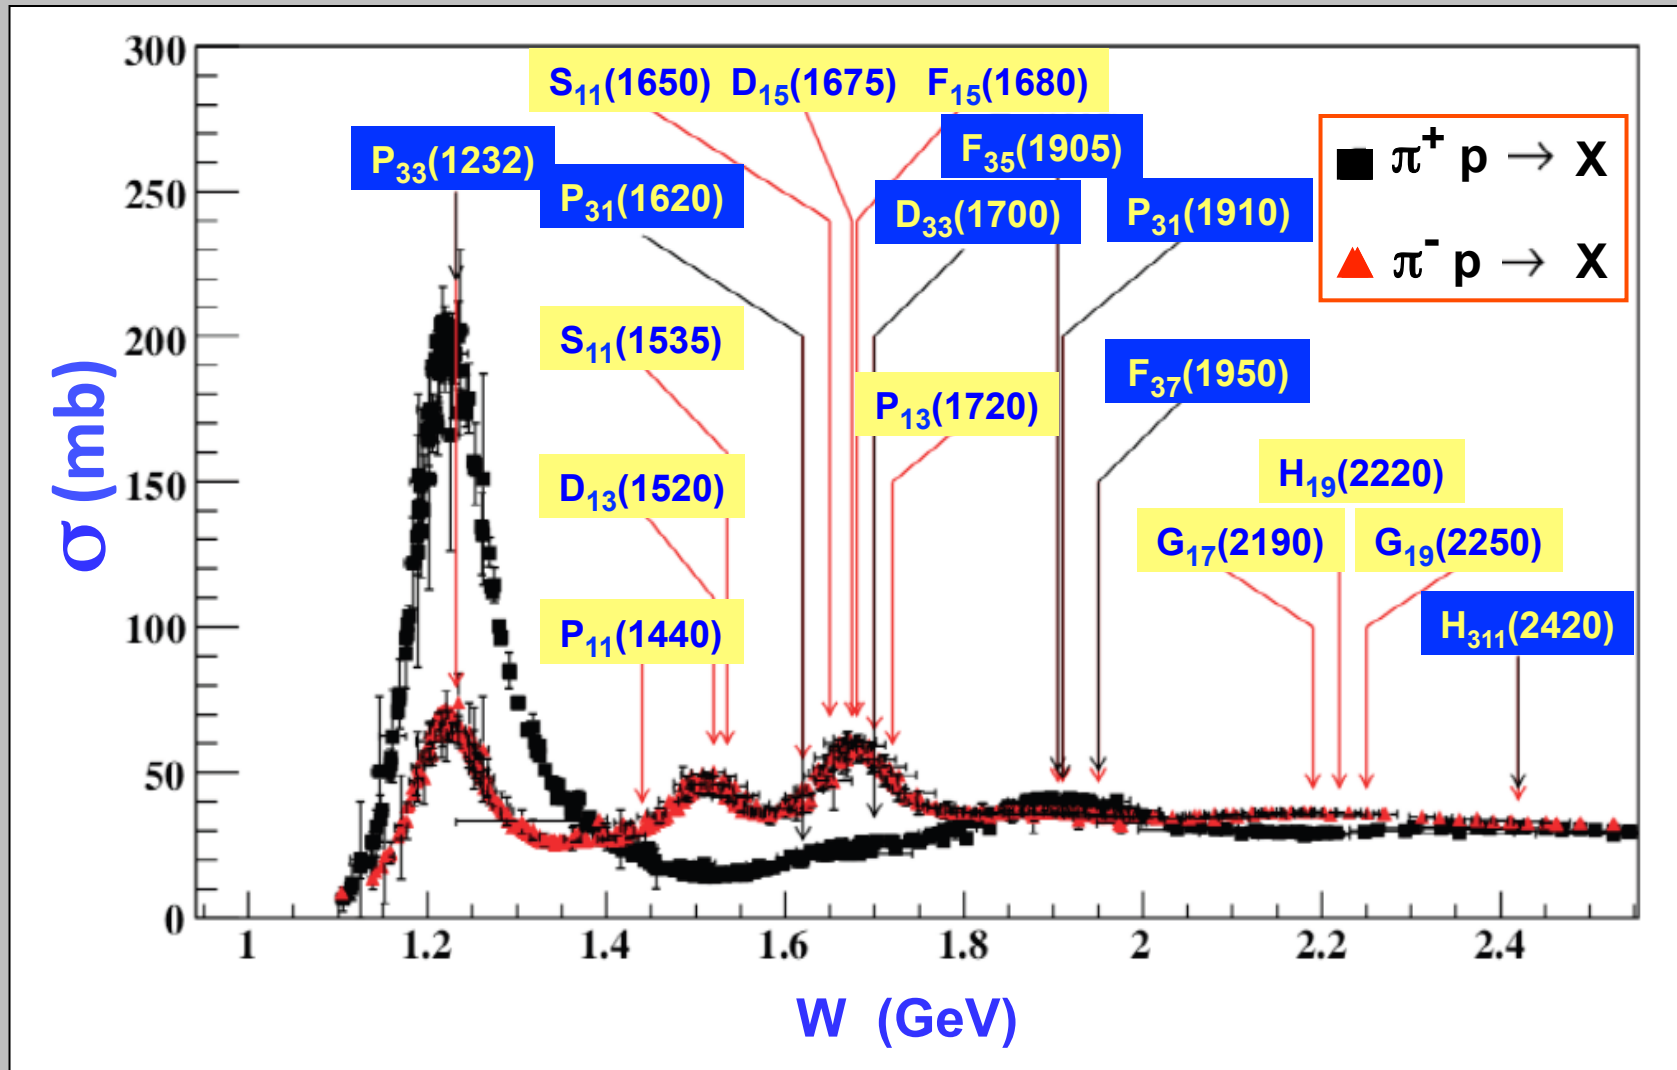 300
250
200
150
100
50
0
σ (mb)
S11(1650) D15(1675) F15(1680)
P33(1232)
F35(1905)
P31(1620)
D33(1700)
P31(1910)
π+ p → X
π- p → X
S11(1535)
F37(1950)
P13(1720)
D13(1520)
H19(2220)
G17(2190)
G19(2250)
P11(1440)
H311(2420)
1 1.2 1.4 1.6 1.8 2 2.2 2.4
W (GeV)